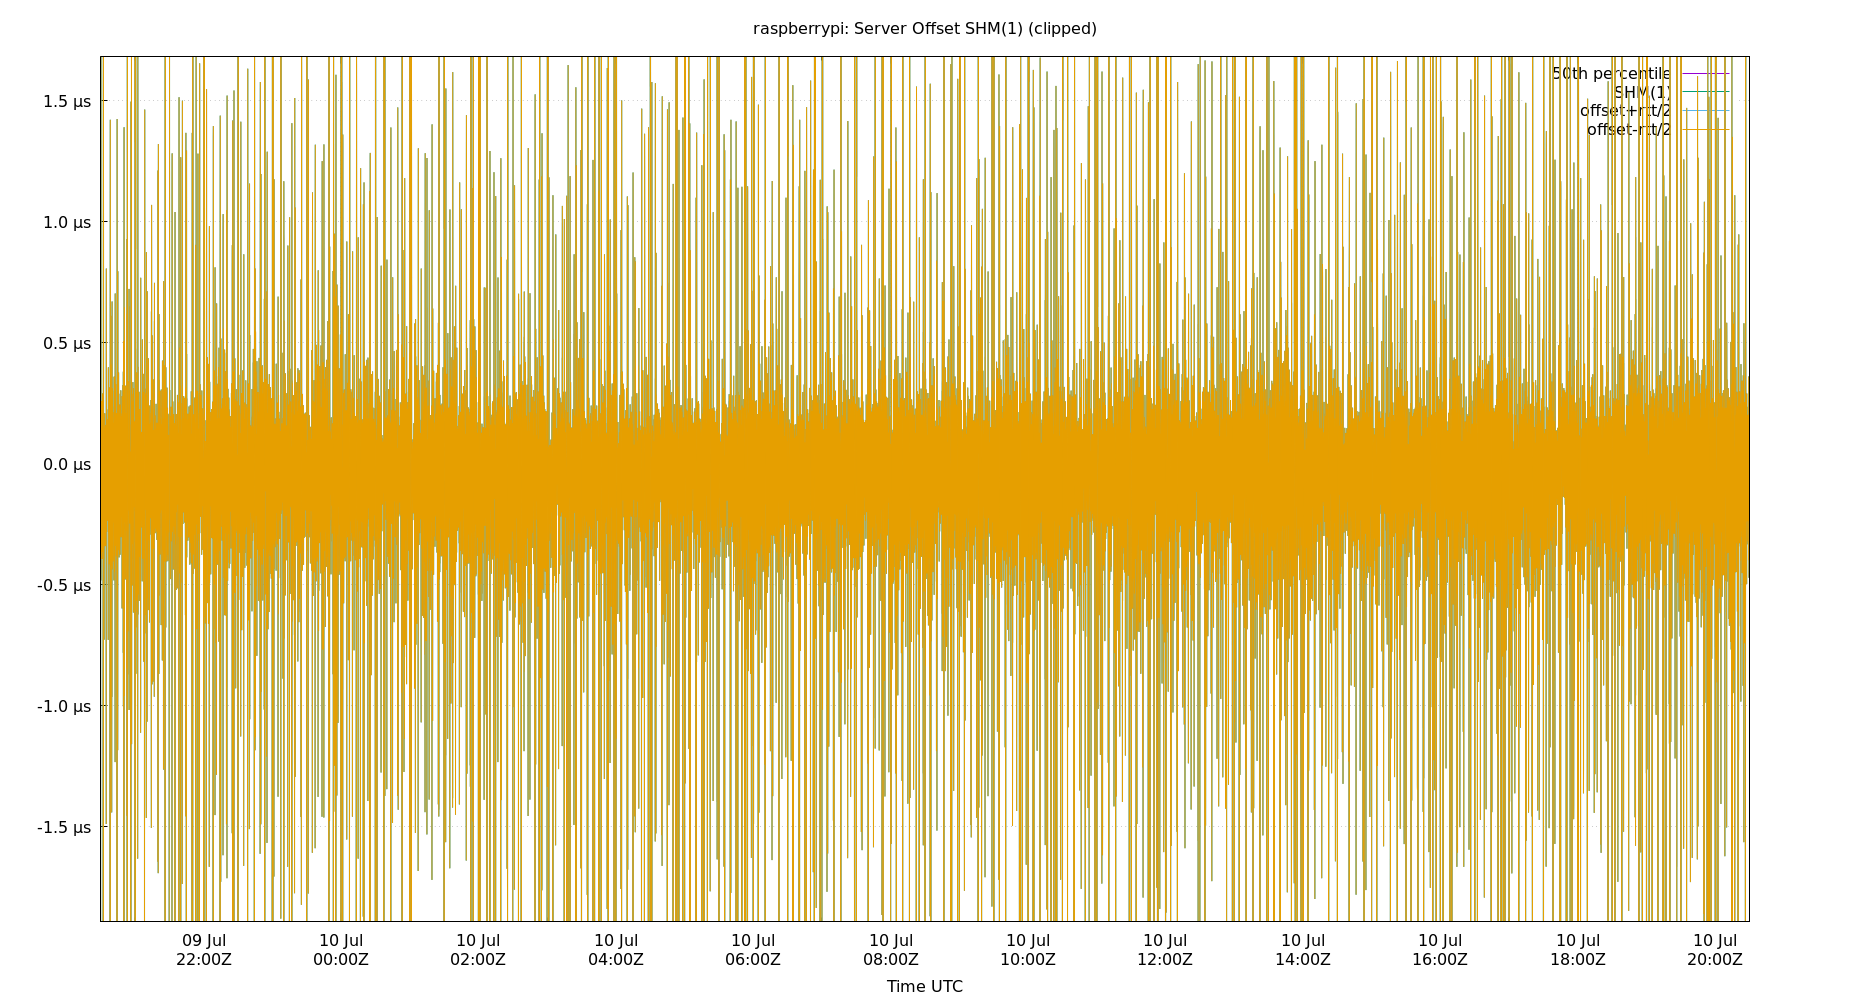 raspberrypi: Server Offset SHM(1) (clipped)
50th percentile
SHM(1)
offset+rtt/2
offset-rtt/2
1.5 µs
1.0 µs
0.5 µs
0.0 µs
-0.5 µs
-1.0 µs
-1.5 µs
09 Jul 10 Jul 10 Jul 10 Jul 10 Jul 10 Jul 10 Jul 10 Jul 10 Jul 10 Jul 10 Jul 10 Jul
22:00Z 00:00Z 02:00Z 04:00Z 06:00Z 08:00Z 10:00Z 12:00Z 14:00Z 16:00Z 18:00Z 20:00Z
Time UTC